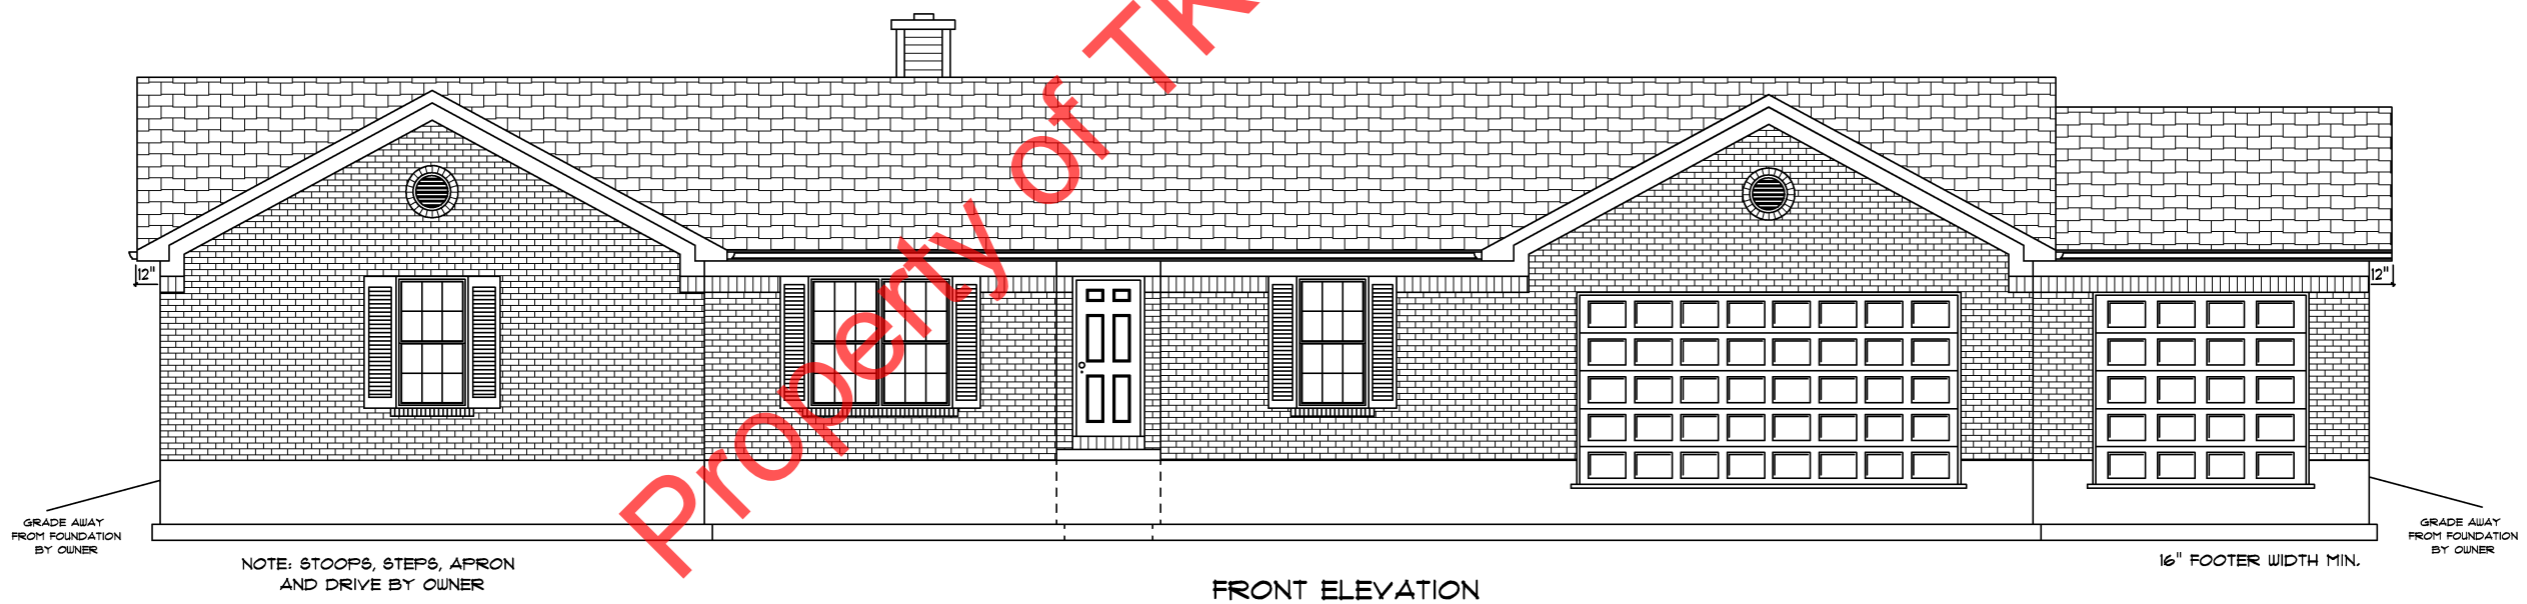 Property of TK
12"
12"
GRADE AWAY
FROM FOUNDATION
BY OWNER
GRADE AWAY
FROM FOUNDATION
BY OWNER
NOTE: STOOPS, STEPS, APRON
AND DRIVE BY OWNER
16" FOOTER WIDTH MIN.
FRONT ELEVATION